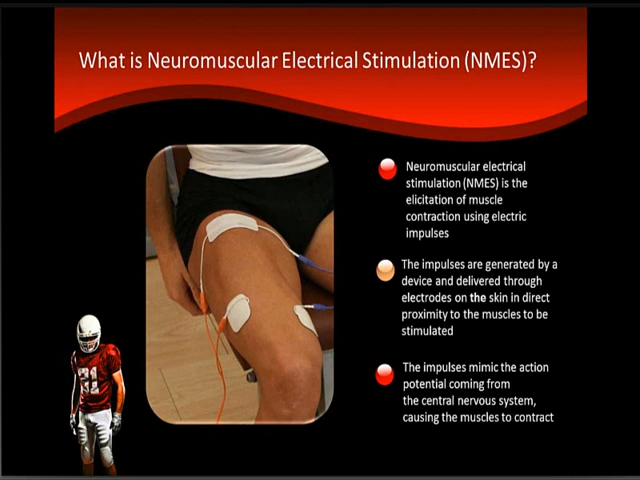 What is Neuromuscular Electrical Stimulation (NMES)?
Neuromuscular electrical
stimulation (NMES) is the
elicitation of muscle
contraction using electric
impulses
The impulses are generated by a
device and delivered through
electrodes on the skin in direct
proximity to the muscles to be
stimulated
The impulses mimic the action
potential coming from
the central nervous system,
causing the muscles to contract
21